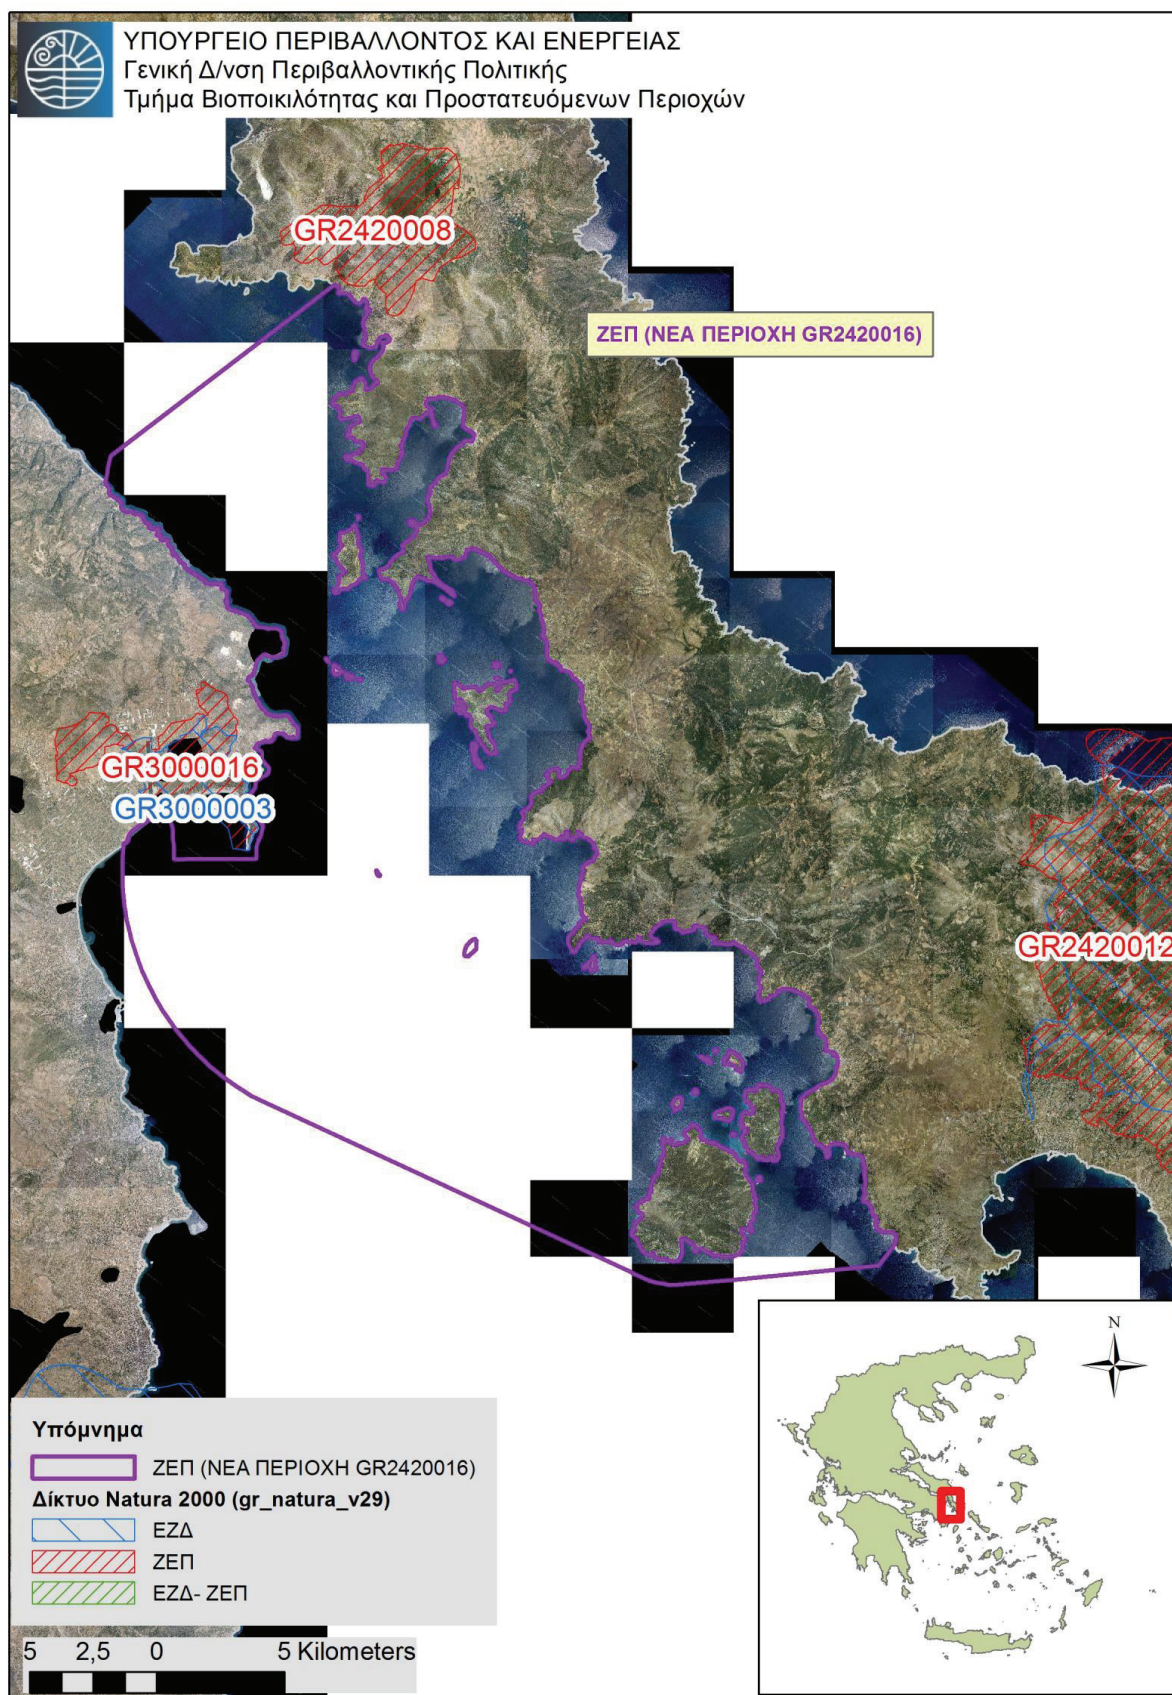 ΥΠΟΥΡΓΕΙΟ ΠΕΡΙΒΑΛΛΟΝΤΟΣ ΚΑΙ ΕΝΕΡΓΕΙΑΣ
Γενική Δ/νση Περιβαλλοντικής Πολιτικής
Τμήμα Βιοποικιλότητας και Προστατευόμενων Περιοχών
GR2420008
ΖΕΠ (ΝΕΑ ΠΕΡΙΟΧΗ GR2420016)
GR3000016
GR3000003
GR2420012
N
Υπόμνημα
ΖΕΠ (ΝΕΑ ΠΕΡΙΟΧΗ GR2420016)
Δίκτυο Natura 2000 (gr_natura_v29)
ΕΖΔ
ΖΕΠ
ΕΖΔ- ΖΕΠ
5 2,5 0 5 Kilometers